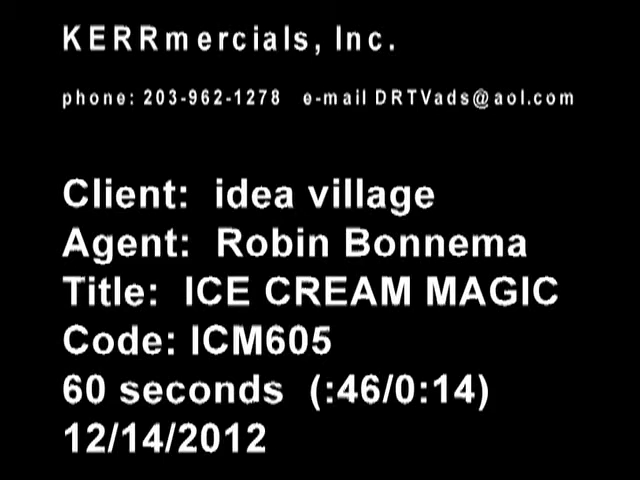 KERRmercials, Inc.
phone: 203-962-1278 e-mail DRTVads@aol.com
Client: idea village
Agent: Robin Bonnema
Title: ICE CREAM MAGIC
Code: ICM605
60 seconds (:46/0:14)
12/14/2012